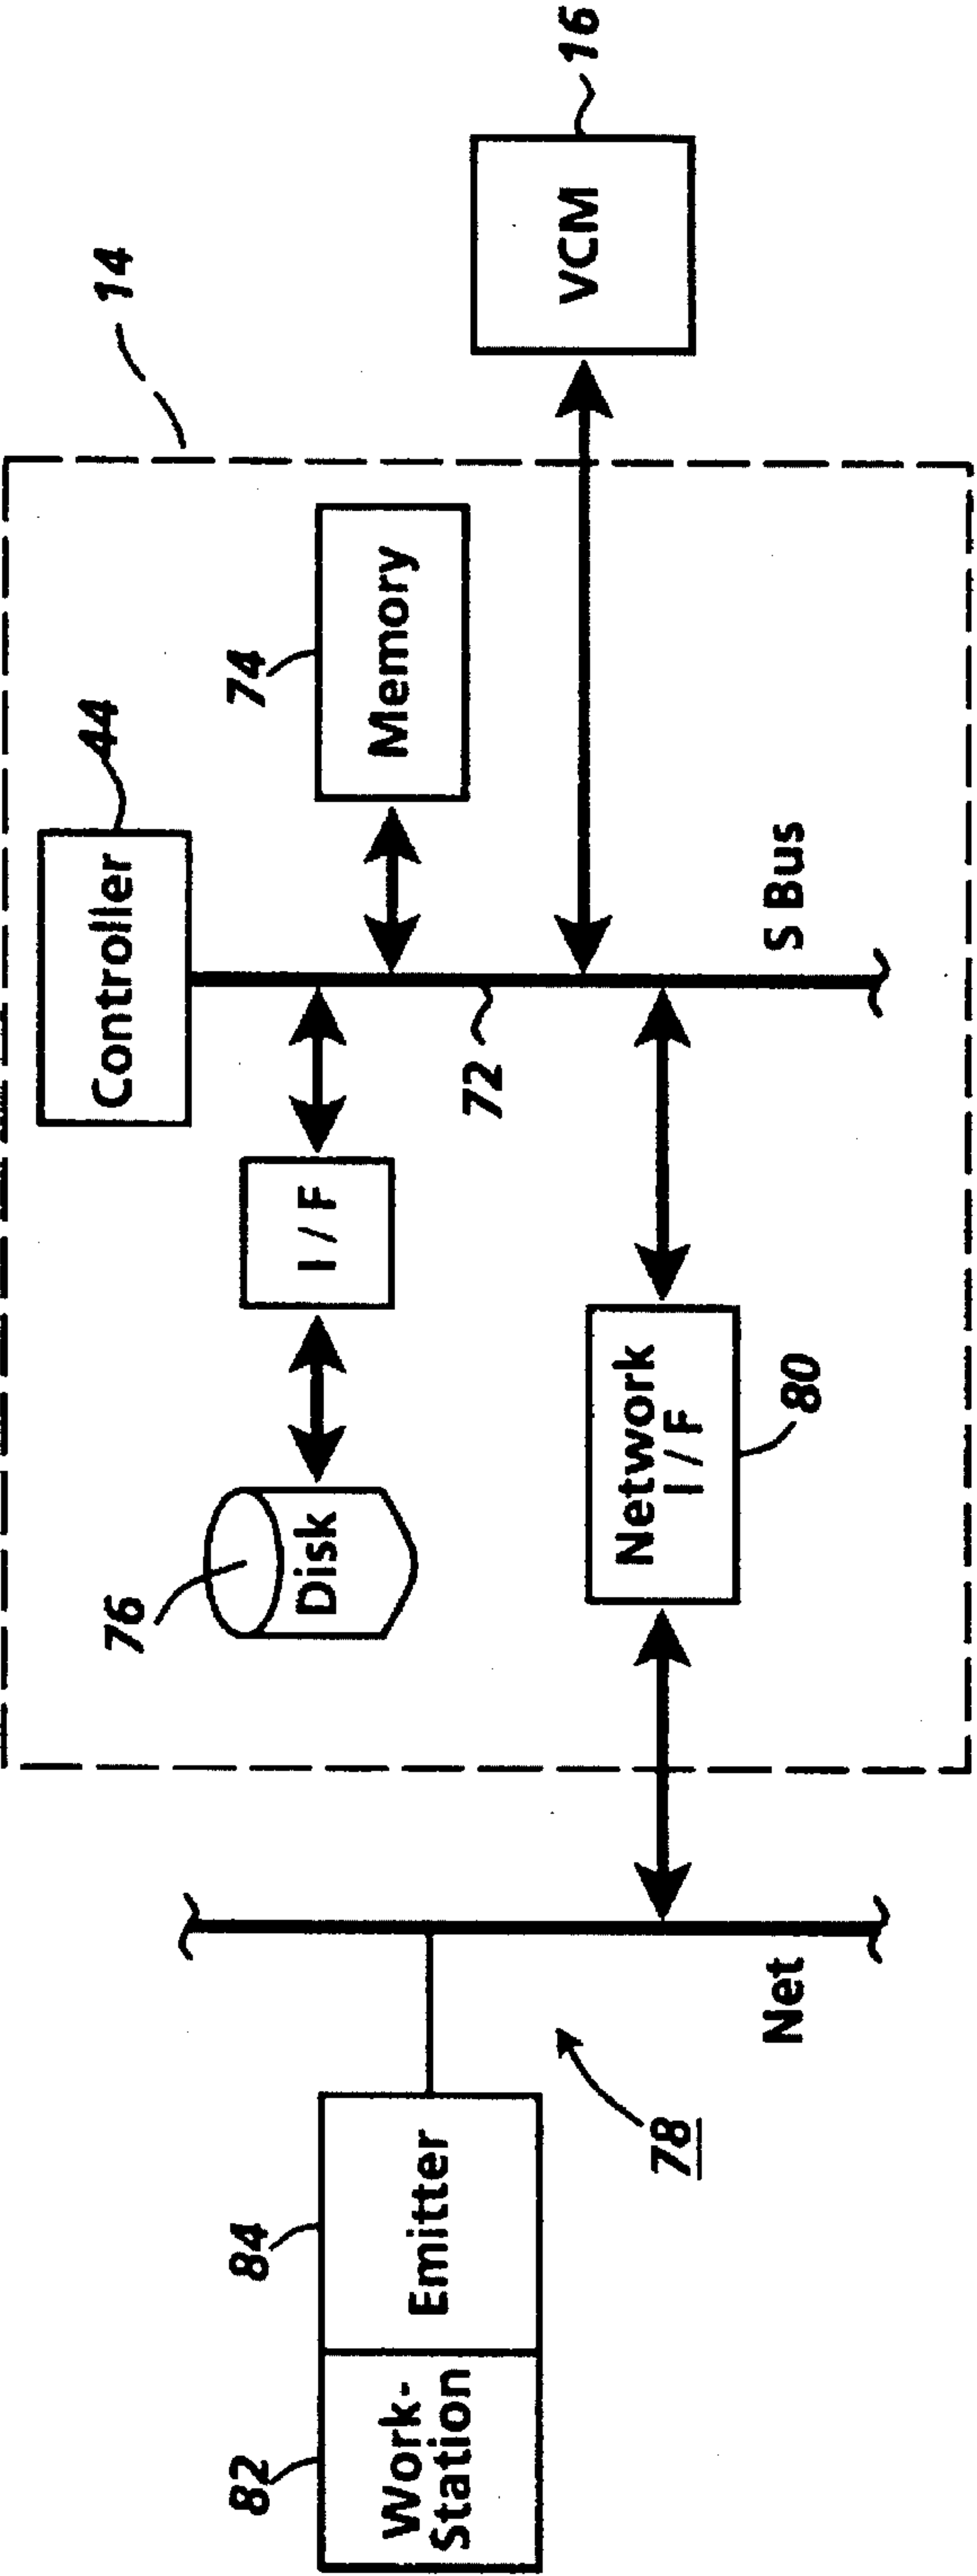 14
44
Controller
76
Disk
I / F
74
Memory
72
82
Work-
Station
84
Emitter
78
Net
Network
I / F
80
S Bus
VCM
16